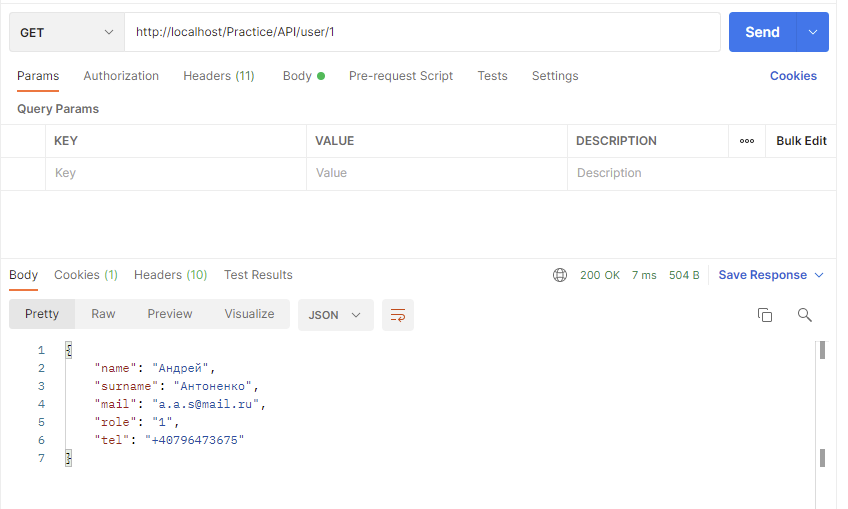 GET http://localhost/Practice/API/user/1 Send
Params Authorization Headers (11) Body Pre-request Script Tests Settings Cookies
Query Params
KEY VALUE DESCRIPTION ooo Bulk Edit
Key Value Description
Body Cookies (1) Headers (10) Test Results 200 OK 7 ms 504 B Save Response
Pretty Raw Preview Visualize JSON
1 {
2 "name": "Андрей",
3 "surname": "Антоненко",
4 "mail": "a.a.s@mail.ru",
5 "role": "1",
6 "tel": "+40796473675"
7 }